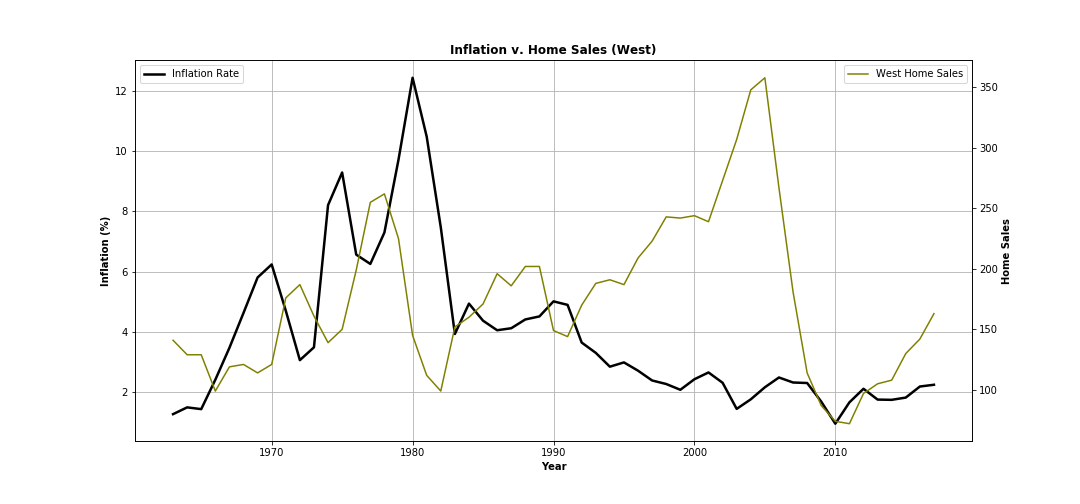 Inflation v. Home Sales (West)
Inflation Rate
West Home Sales
12
10
8
6
4
2
Inflation (%)
350
300
250
200
150
100
Home Sales
1970 1980 1990 2000 2010
Year